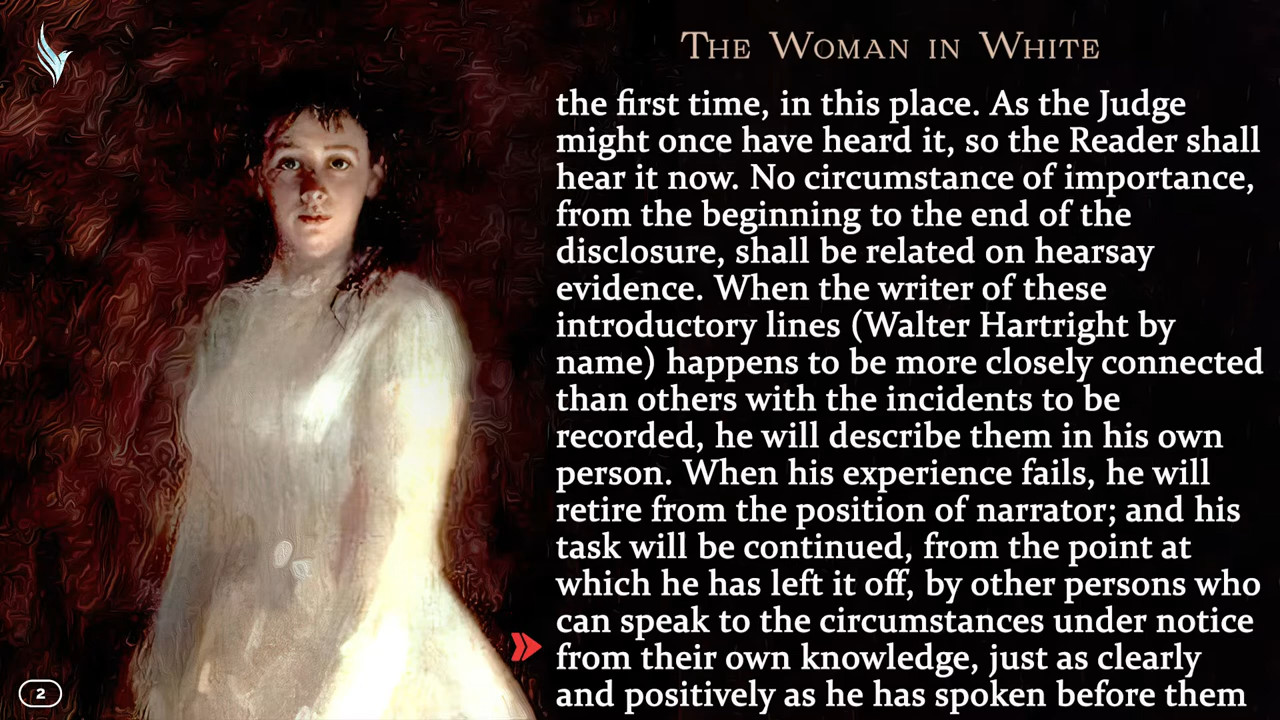 The Woman in White
the first time, in this place. As the Judge
might once have heard it, so the Reader shall
hear it now. No circumstance of importance,
from the beginning to the end of the
disclosure, shall be related on hearsay
evidence. When the writer of these
introductory lines (Walter Hartright by
name) happens to be more closely connected
than others with the incidents to be
recorded, he will describe them in his own
person. When his experience fails, he will
retire from the position of narrator; and his
task will be continued, from the point at
which he has left it off, by other persons who
can speak to the circumstances under notice
from their own knowledge, just as clearly
and positively as he has spoken before them
2